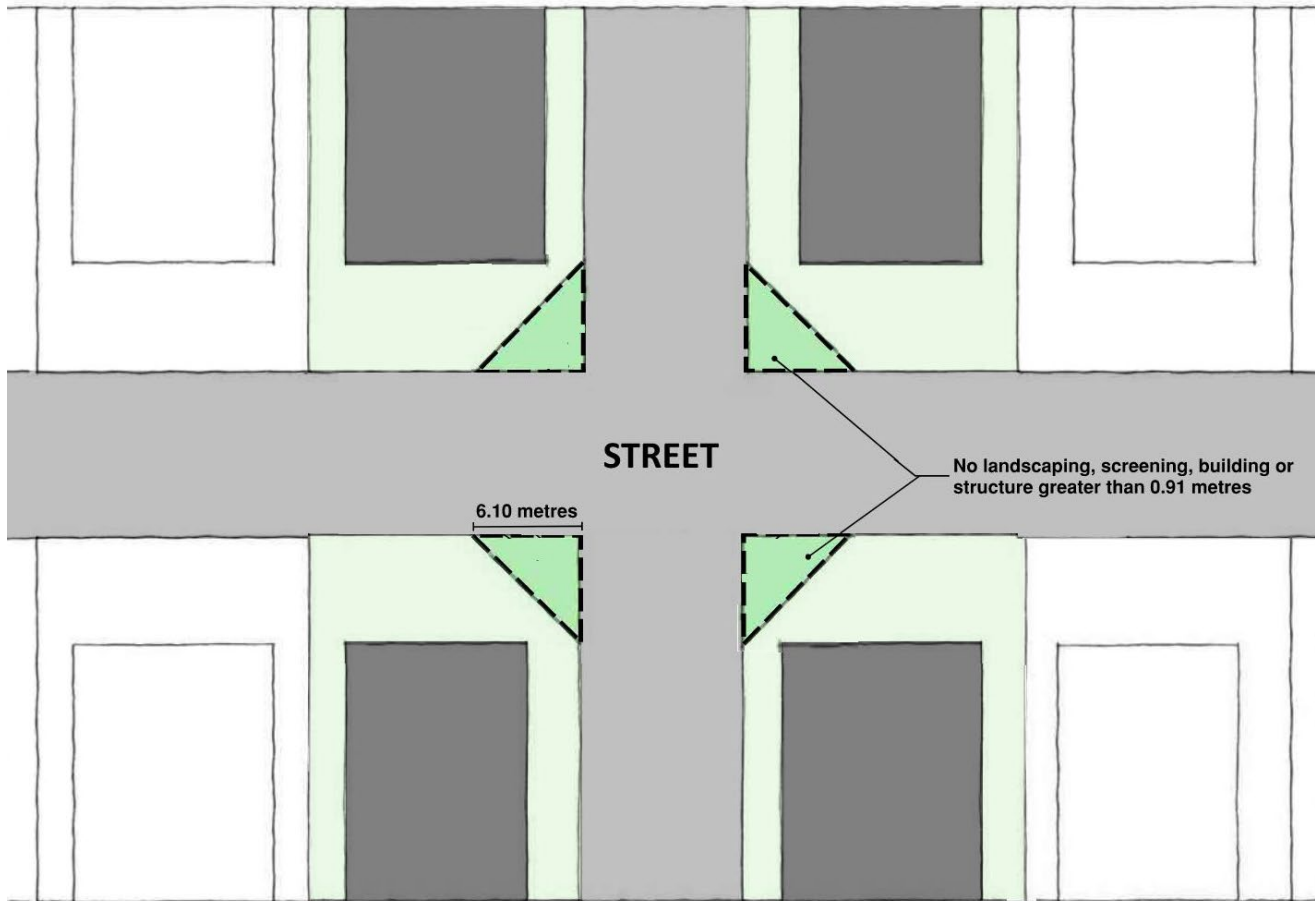 STREET
No landscaping, screening, building or
structure greater than 0.91 metres
6.10 metres